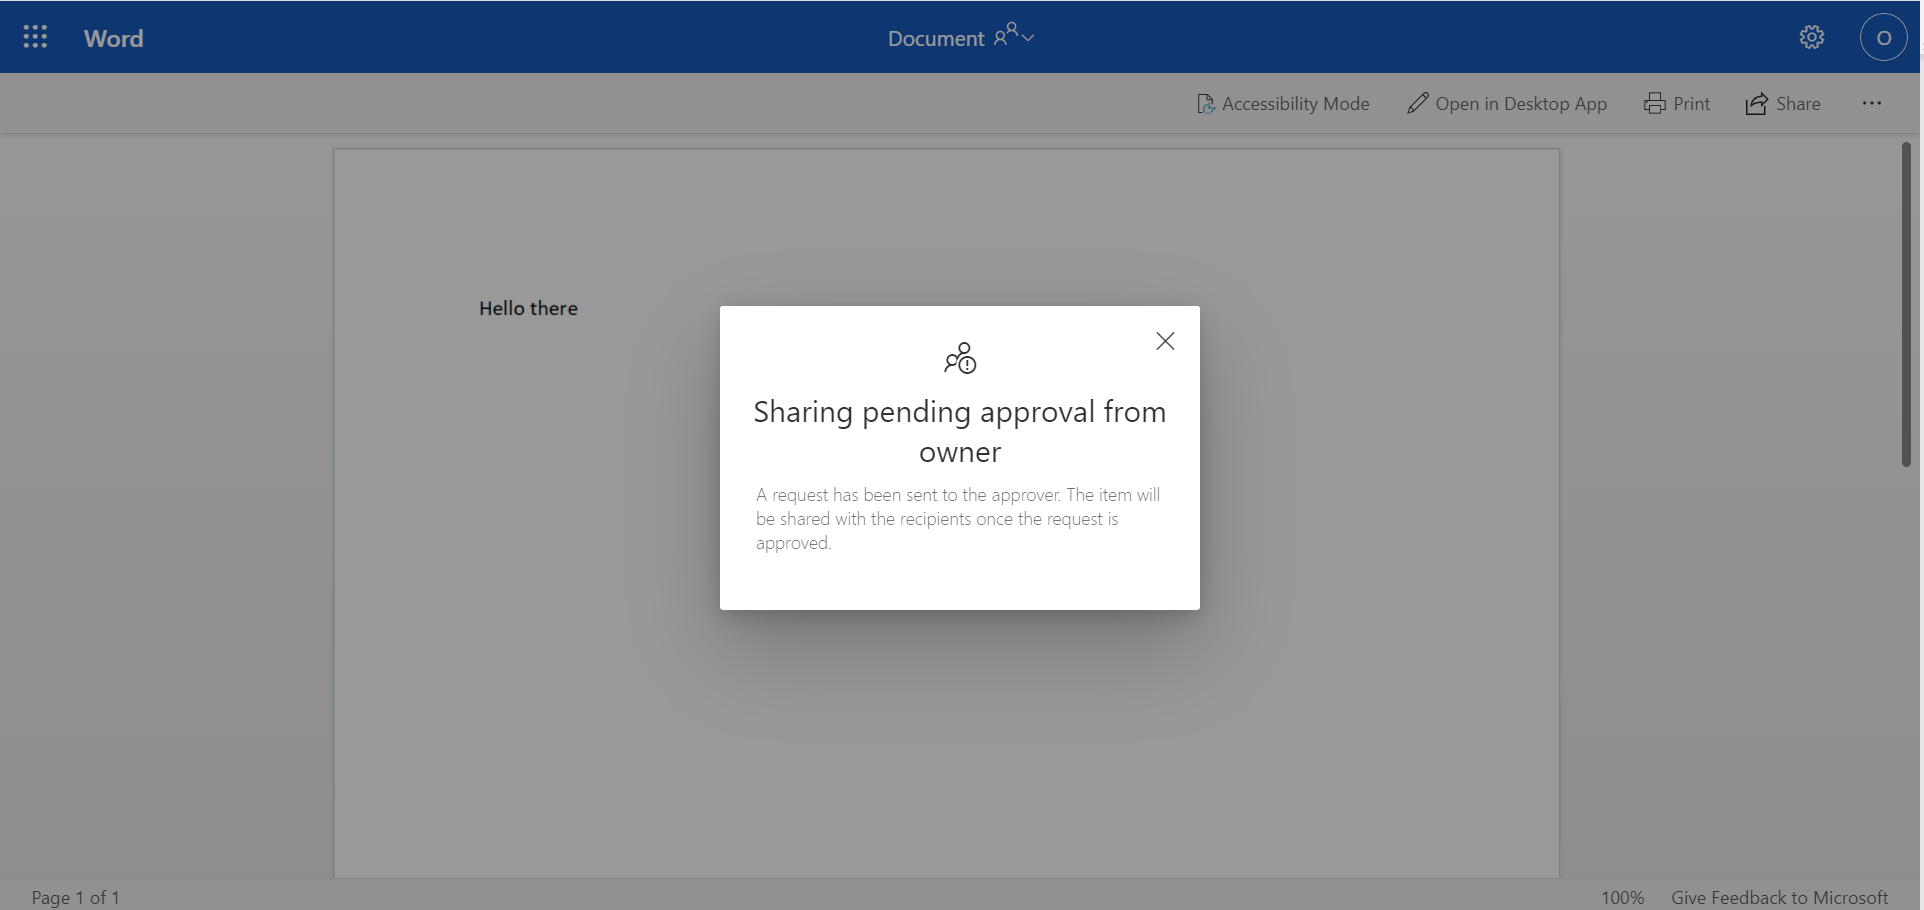 Word
Document
O
Accessibility Mode
Open in Desktop App
Print
Share
Hello there
Sharing pending approval from
owner
A request has been sent to the approver. The item will
be shared with the recipients once the request is
approved.
Page 1 of 1
100%
Give Feedback to Microsoft